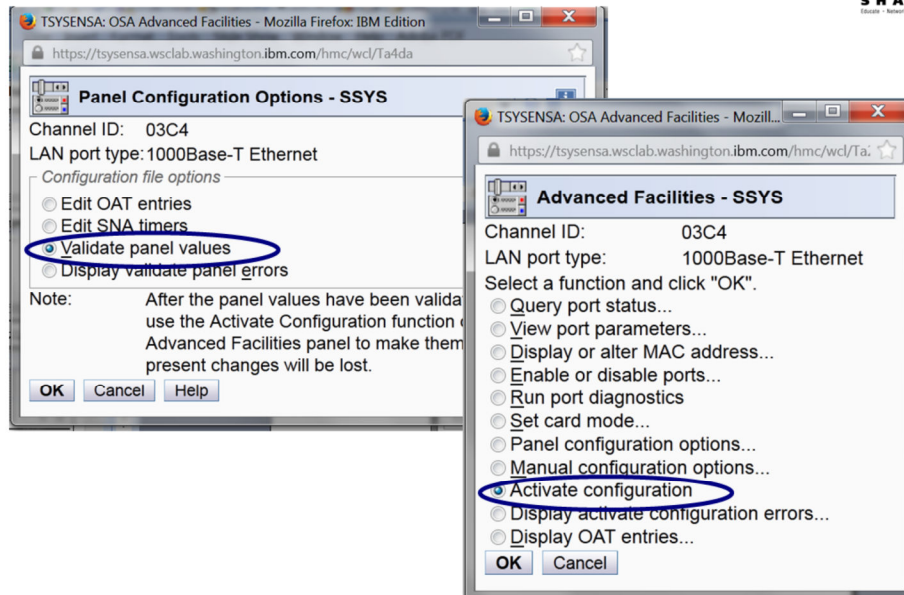 SHA
Educate - Network
TSYSENSA: OSA Advanced Facilities - Mozilla Firefox: IBM Edition
https://tsysensa.wsclab.washington.ibm.com/hmc/wcl/Ta4da
Panel Configuration Options - SSYS
Channel ID: 03C4
LAN port type: 1000Base-T Ethernet
Configuration file options
Edit OAT entries
Edit SNA timers
Validate panel values
Display validate panel errors
Note: After the panel values have been valida
use the Activate Configuration function
Advanced Facilities panel to make them
present changes will be lost.
OK Cancel Help
TSYSENSA: OSA Advanced Facilities - Mozill...
https://tsysensa.wsclab.washington.ibm.com/hmc/wcl/Ta
Advanced Facilities - SSYS
Channel ID: 03C4
LAN port type: 1000Base-T Ethernet
Select a function and click "OK".
Query port status...
View port parameters...
Display or alter MAC address...
Enable or disable ports...
Run port diagnostics
Set card mode...
Panel configuration options...
Manual configuration options...
Activate configuration
Display activate configuration errors...
Display OAT entries...
OK Cancel